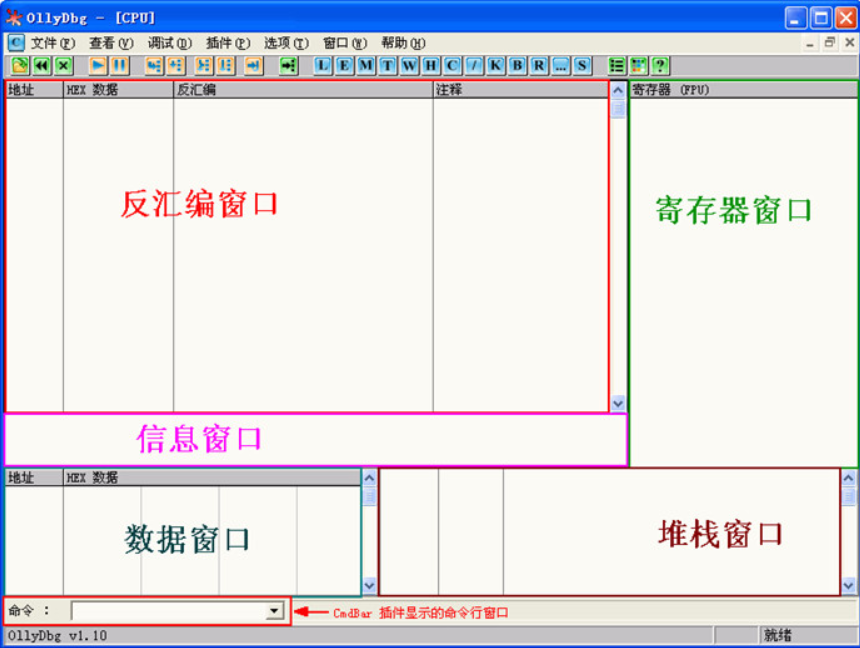 OllyDbg - [CPU]
C 文件(F) 查看(V) 调试(D) 插件(P) 选项(T) 窗口(W) 帮助(H)
L E M T W H C / K B R ... S ?
地址 HEX 数据 反汇编 注释 寄存器 (FPU)
反汇编窗口
寄存器窗口
信息窗口
地址 HEX 数据
数据窗口
堆栈窗口
命令 :
CmdBar 插件显示的命令行窗口
OllyDbg v1.10 就绪